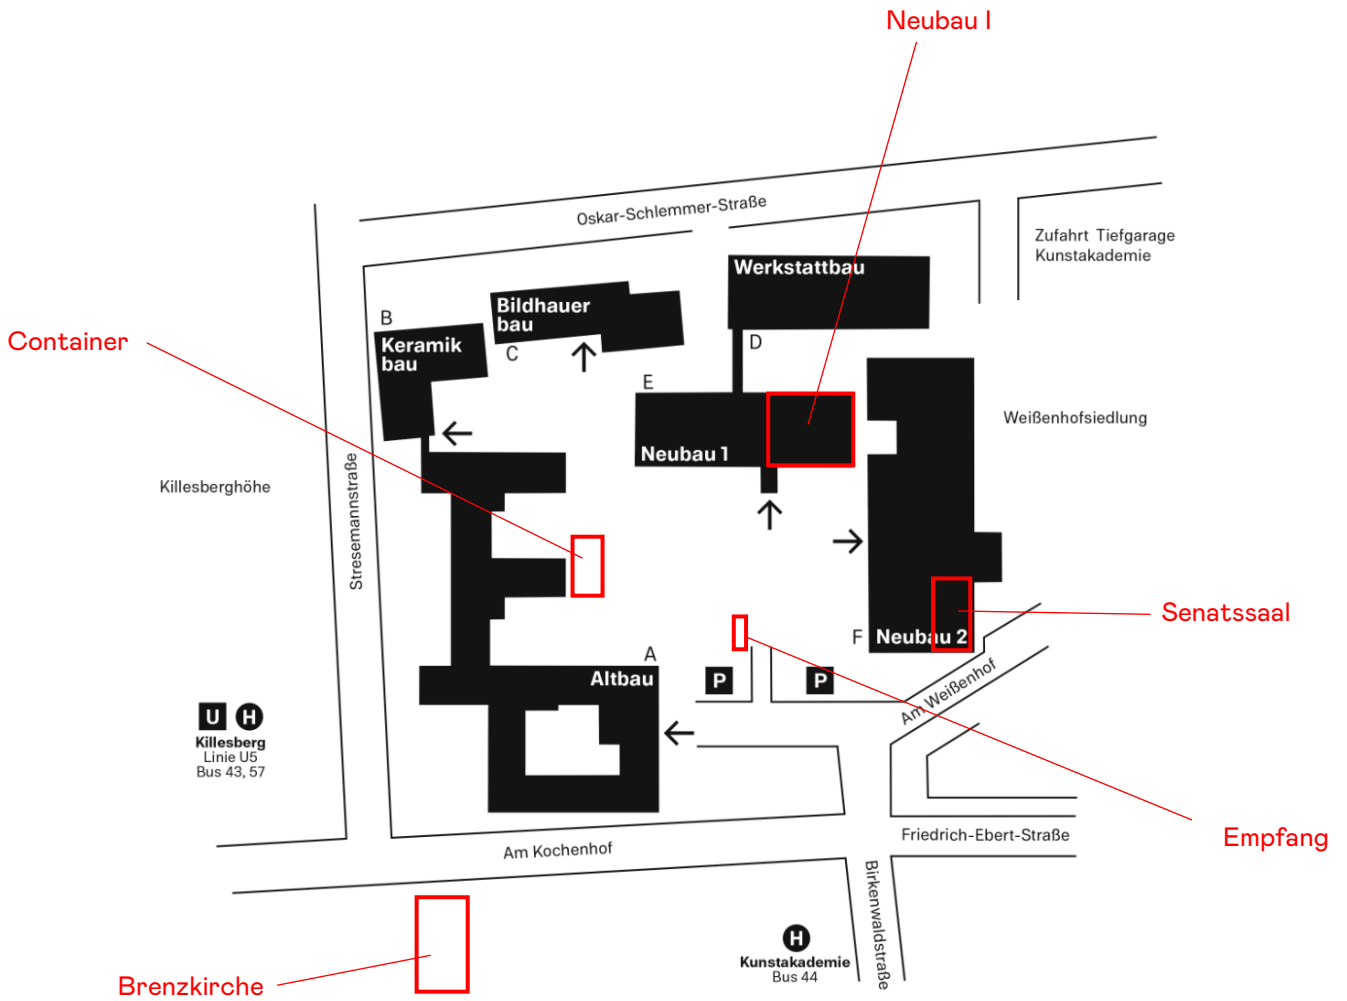 Neubau I
Oskar-Schlemmer-Straße
Zufahrt Tiefgarage
Kunstakademie
Werkstattbau
Bildhauer
bau
B
C
Container
Keramik
bau
D
E
Weißenhofsiedlung
Neubau 1
Killesberghöhe
Stresemannstraße
Senatssaal
F
Neubau 2
A
Altbau
P
P
Am Weißenhof
U H
Killesberg
Linie U5
Bus 43, 57
Friedrich-Ebert-Straße
Empfang
Am Kochenhof
Birkenwaldstraße
H
Kunstakademie
Bus 44
Brenzkirche